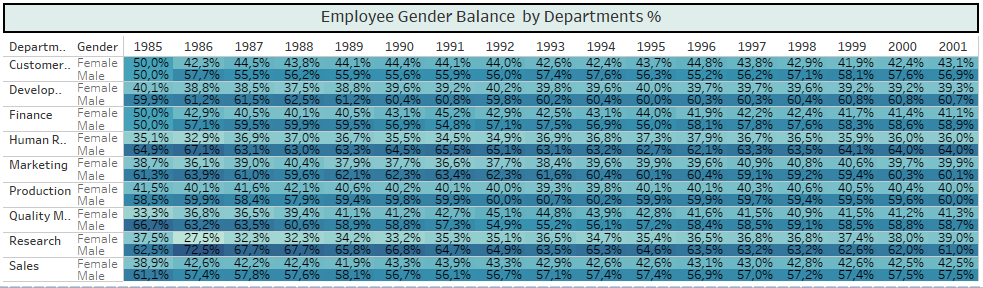 Employee Gender Balance by Departments %
Departm.. Gender 1985 1986 1987 1988 1989 1990 1991 1992 1993 1994 1995 1996 1997 1998 1999 2000 2001
Customer.. Female 50,0% 42,3% 44,5% 43,8% 44,1% 44,4% 44,1% 44,0% 42,6% 42,4% 43,7% 44,8% 43,8% 42,9% 41,9% 42,4% 43,1%
Male 50,0% 57,7% 55,5% 56,2% 55,9% 55,6% 55,9% 56,0% 57,4% 57,6% 56,3% 55,2% 56,2% 57,1% 58,1% 57,6% 56,9%
Develop.. Female 40,1% 38,8% 38,5% 37,5% 38,8% 39,6% 39,2% 40,2% 39,8% 39,6% 40,0% 39,7% 39,7% 39,6% 39,2% 39,2% 39,3%
Male 59,9% 61,2% 61,5% 62,5% 61,2% 60,4% 60,8% 59,8% 60,2% 60,4% 60,0% 60,3% 60,3% 60,4% 60,8% 60,8% 60,7%
Finance Female 50,0% 42,9% 40,5% 40,1% 40,5% 43,1% 45,2% 42,9% 42,5% 43,1% 44,0% 41,9% 42,2% 42,4% 41,7% 41,4% 41,1%
Male 50,0% 57,1% 59,5% 59,9% 59,5% 56,9% 54,8% 57,1% 57,5% 56,9% 56,0% 58,1% 57,8% 57,6% 58,3% 58,6% 58,9%
Human R.. Female 35,1% 32,9% 36,9% 37,0% 36,7% 35,5% 34,5% 34,9% 36,9% 36,8% 37,3% 37,9% 36,7% 36,5% 35,9% 36,0% 36,0%
Male 64,9% 67,1% 63,1% 63,0% 63,3% 64,5% 65,5% 65,1% 63,1% 63,2% 62,7% 62,1% 63,3% 63,5% 64,1% 64,0% 64,0%
Marketing Female 38,7% 36,1% 39,0% 40,4% 37,9% 37,7% 36,6% 37,7% 38,4% 39,6% 39,9% 39,6% 40,9% 40,8% 40,6% 39,7% 39,9%
Male 61,3% 63,9% 61,0% 59,6% 62,1% 62,3% 63,4% 62,3% 61,6% 60,4% 60,1% 60,4% 59,1% 59,2% 59,4% 60,3% 60,1%
Production Female 41,5% 40,1% 41,6% 42,1% 40,6% 40,2% 40,1% 40,0% 39,3% 39,8% 40,1% 40,1% 40,3% 40,6% 40,5% 40,4% 40,0%
Male 58,5% 59,9% 58,4% 57,9% 59,4% 59,8% 59,9% 60,0% 60,7% 60,2% 59,9% 59,9% 59,7% 59,4% 59,5% 59,6% 60,0%
Quality M.. Female 33,3% 36,8% 36,5% 39,4% 41,1% 41,2% 42,7% 45,1% 44,8% 43,9% 42,8% 41,6% 41,5% 40,9% 41,5% 41,2% 41,3%
Male 66,7% 63,2% 63,5% 60,6% 58,9% 58,8% 57,3% 54,9% 55,2% 56,1% 57,2% 58,4% 58,5% 59,1% 58,5% 58,8% 58,7%
Research Female 37,5% 27,5% 32,3% 32,3% 34,2% 33,2% 35,3% 35,1% 36,5% 34,7% 35,4% 36,5% 36,8% 36,8% 37,4% 38,0% 39,0%
Male 62,5% 72,5% 67,7% 67,7% 65,8% 66,8% 64,7% 64,9% 63,5% 65,3% 64,6% 63,5% 63,2% 63,2% 62,6% 62,0% 61,0%
Sales Female 38,9% 42,6% 42,2% 42,4% 41,9% 43,3% 43,9% 43,3% 42,9% 42,6% 42,6% 43,1% 43,0% 42,8% 42,6% 42,5% 42,5%
Male 61,1% 57,4% 57,8% 57,6% 58,1% 56,7% 56,1% 56,7% 57,1% 57,4% 57,4% 56,9% 57,0% 57,2% 57,4% 57,5% 57,5%